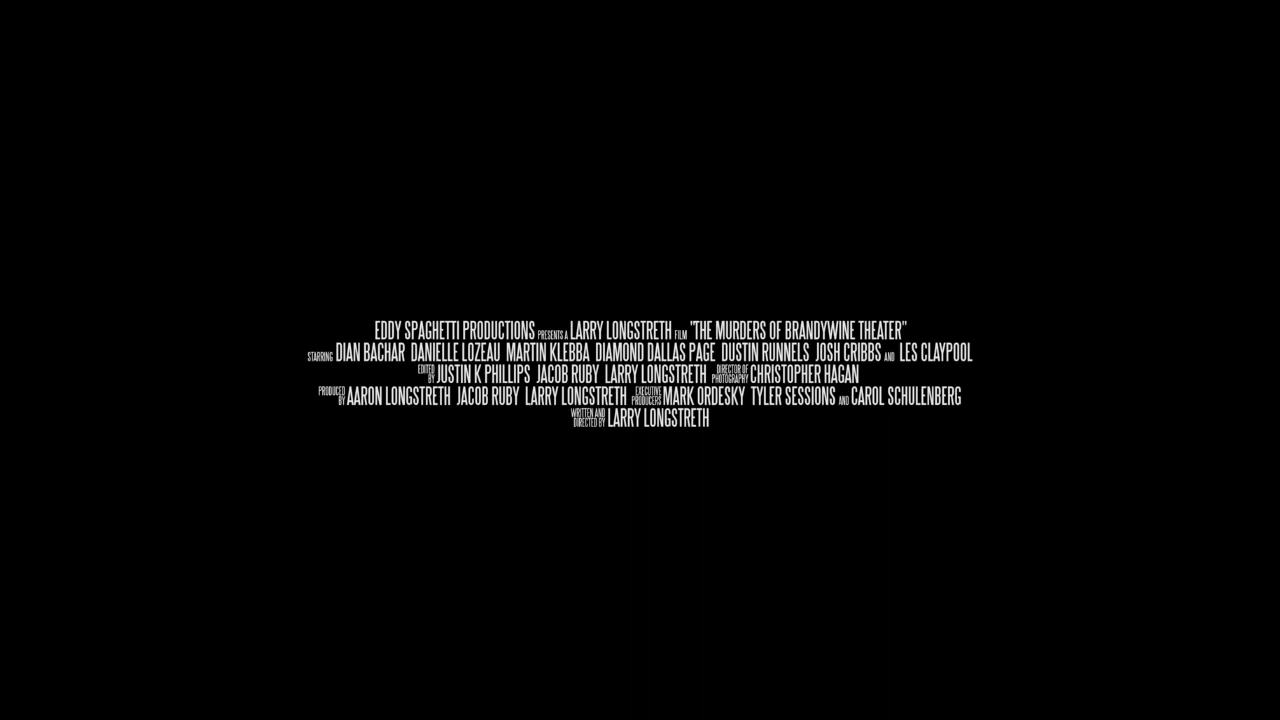 EDDY SPAGHETTI PRODUCTIONS PRESENTS A LARRY LONGSTRETH FILM "THE MURDERS OF BRANDYWINE THEATER"
STARRING DIAN BACHAR DANIELLE LOZEAU MARTIN KLEBBA DIAMOND DALLAS PAGE DUSTIN RUNNELS JOSH CRIBBS AND LES CLAYPOOL
EDITED BY JUSTIN K PHILLIPS JACOB RUBY LARRY LONGSTRETH DIRECTOR OF PHOTOGRAPHY CHRISTOPHER HAGAN
PRODUCED BY AARON LONGSTRETH JACOB RUBY LARRY LONGSTRETH EXECUTIVE PRODUCERS MARK ORDESKY TYLER SESSIONS AND CAROL SCHULENBERG
WRITTEN AND DIRECTED BY LARRY LONGSTRETH